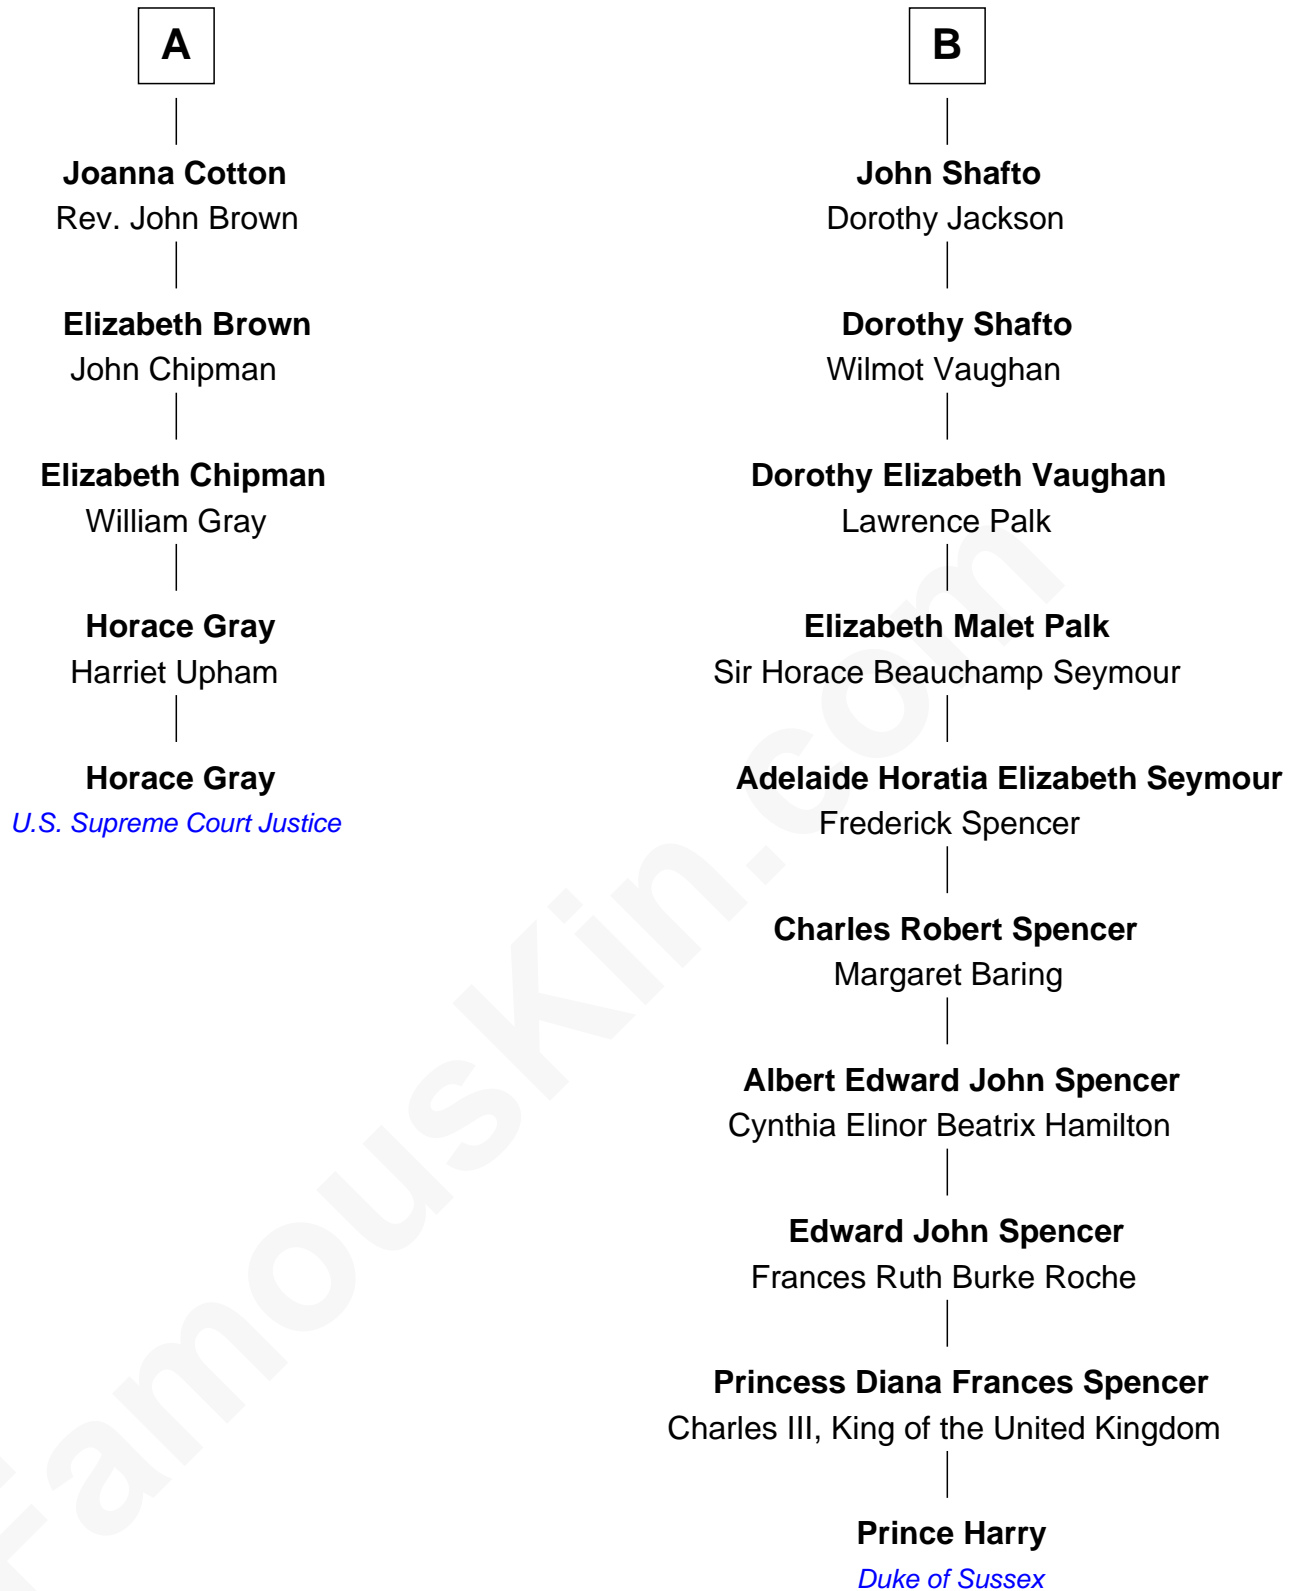 A
Joanna Cotton
Rev. John Brown
Elizabeth Brown
John Chipman
Elizabeth Chipman
William Gray
Horace Gray
Harriet Upham
Horace Gray
U.S. Supreme Court Justice
B
John Shafto
Dorothy Jackson
Dorothy Shafto
Wilmot Vaughan
Dorothy Elizabeth Vaughan
Lawrence Palk
Elizabeth Malet Palk
Sir Horace Beauchamp Seymour
Adelaide Horatia Elizabeth Seymour
Frederick Spencer
Charles Robert Spencer
Margaret Baring
Albert Edward John Spencer
Cynthia Elinor Beatrix Hamilton
Edward John Spencer
Frances Ruth Burke Roche
Princess Diana Frances Spencer
Charles III, King of the United Kingdom
Prince Harry
Duke of Sussex
FamousKin.com